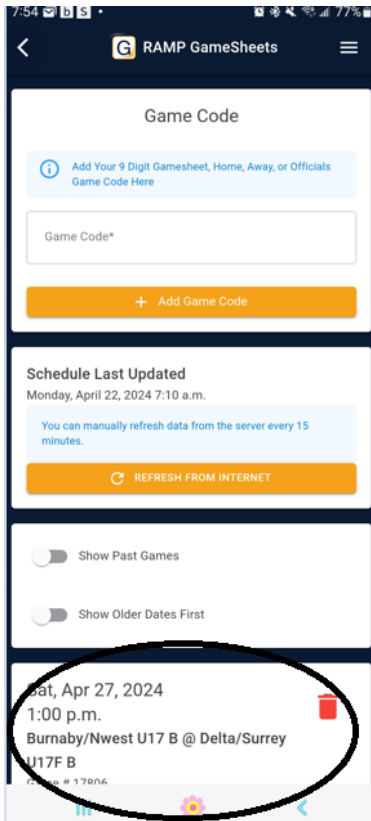 7:54 b S • 77%
G RAMP GameSheets
Game Code
Add Your 9 Digit Gamesheet, Home, Away, or Officials
Game Code Here
Game Code*
+ Add Game Code
Schedule Last Updated
Monday, April 22, 2024 7:10 a.m.
You can manually refresh data from the server every 15
minutes.
REFRESH FROM INTERNET
Show Past Games
Show Older Dates First
Sat, Apr 27, 2024
1:00 p.m.
Burnaby/Nwest U17 B @ Delta/Surrey
U17F B
Game # 17806